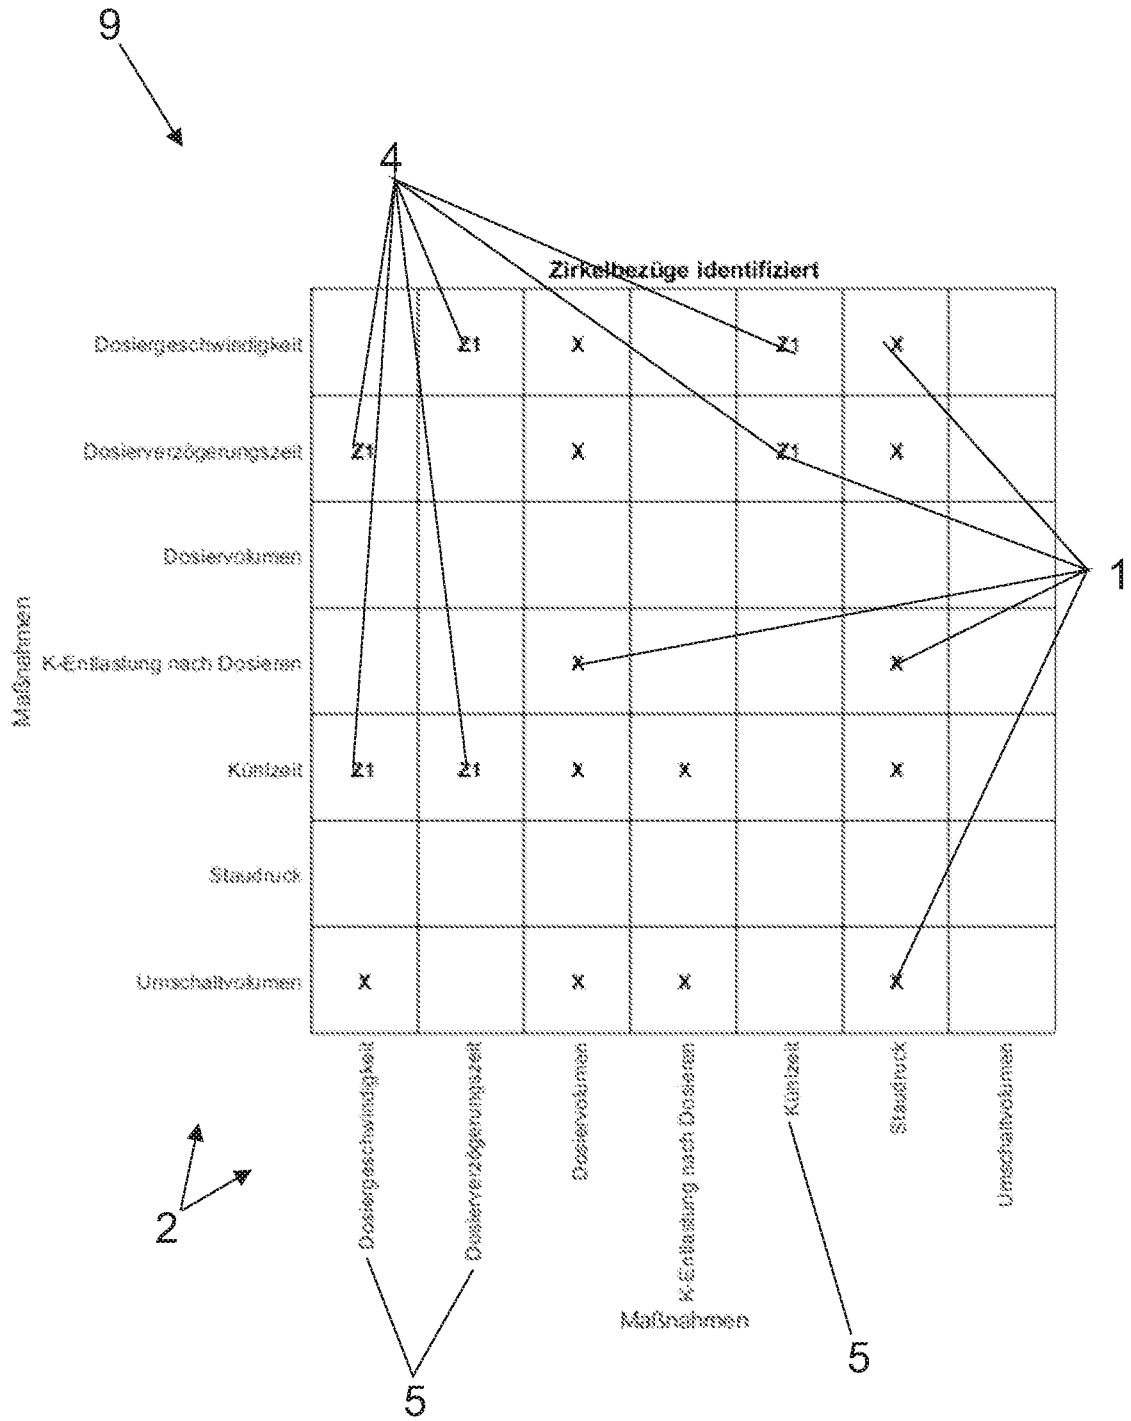 9
4
Zirkelbezüge identifiziert
Dosiergeschwindigkeit Z1 X Z1 X
Dosierverzögerungszeit Z1 X Z1 X
Dosiervolumen
1
Maßnahmen
K-Entlastung nach Dosieren X X
Kühlzeit Z1 Z1 X X X
Staudruck
Umschaltvolumen X X X X
Dosiergeschwindigkeit
Dosierverzögerungszeit
Dosiervolumen
K-Entlastung nach Dosieren
Kühlzeit
Staudruck
Umschaltvolumen
2
Maßnahmen
5
5